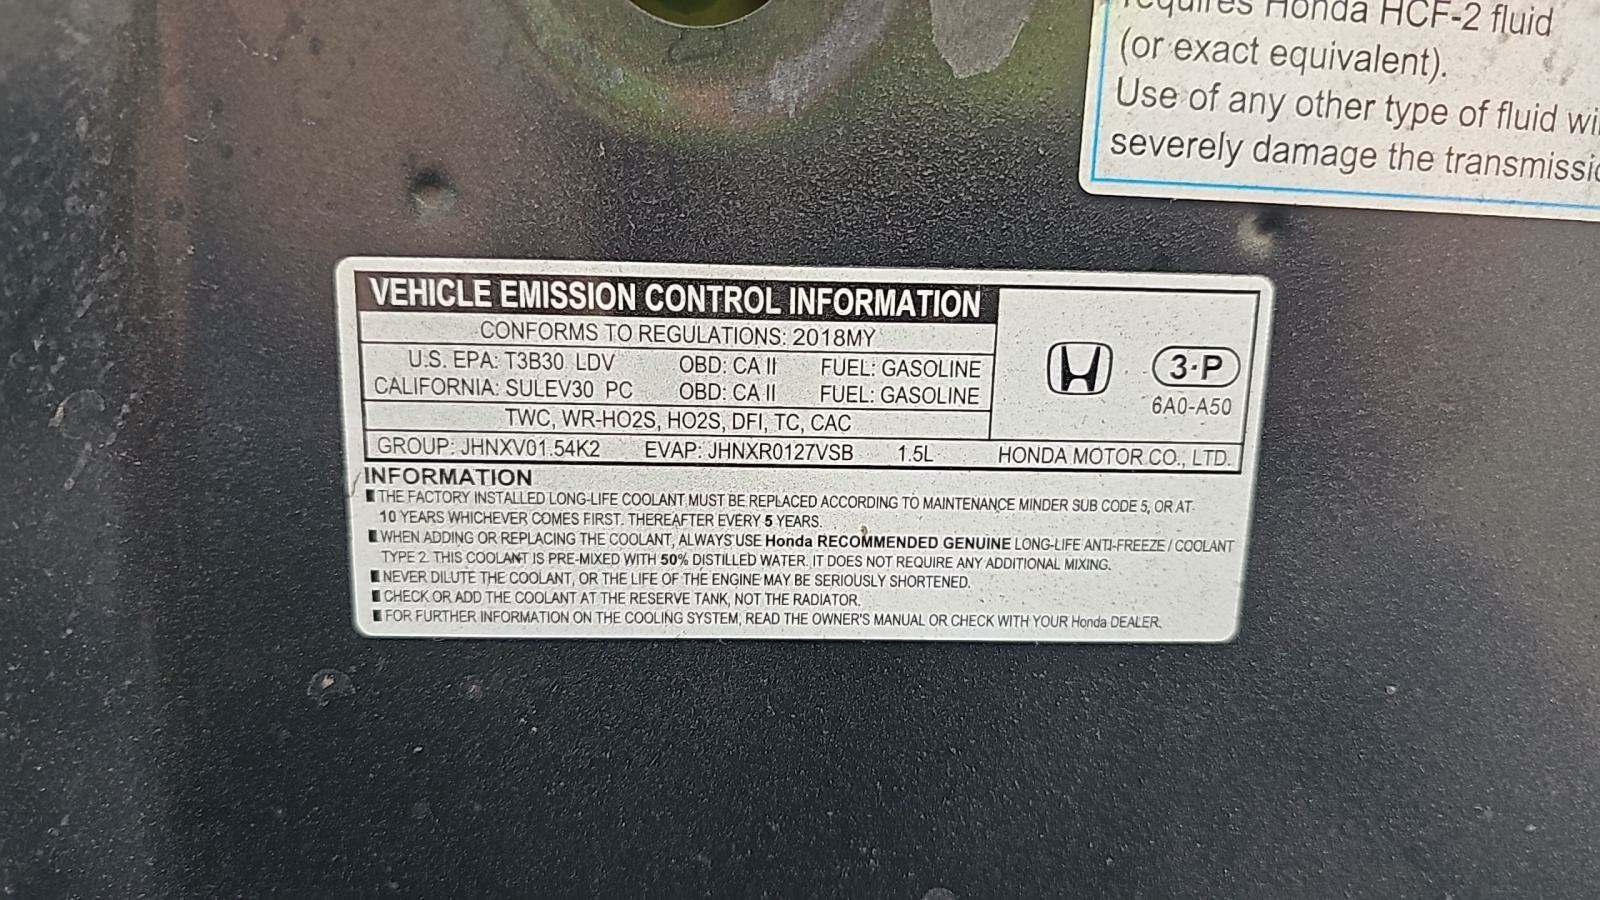 requires Honda HCF-2 fluid
(or exact equivalent).
Use of any other type of fluid
severely damage the
VEHICLE EMISSION CONTROL INFORMATION
CONFORMS TO REGULATIONS: 2018MY
U.S. EPA: T3B30 LDV OBD: CA II FUEL: GASOLINE
CALIFORNIA: SULEV30 PC OBD: CA II FUEL: GASOLINE
TWC, WR-HO2S, HO2S, DFI, TC, CAC
GROUP: JHNXV01.54K2 EVAP: JHNXR0127VSB 1.5L HONDA MOTOR CO., LTD.
3-P
6A0-A50
INFORMATION
THE FACTORY INSTALLED LONG-LIFE COOLANT MUST BE REPLACED ACCORDING TO MAINTENANCE MINDER SUB CODE 5, OR AT
10 YEARS WHICHEVER COMES FIRST. THEREAFTER EVERY 5 YEARS.
WHEN ADDING OR REPLACING THE COOLANT, ALWAYS USE Honda RECOMMENDED GENUINE LONG-LIFE ANTI-FREEZE / COOLANT
TYPE 2. THIS COOLANT IS PRE-MIXED WITH 50% DISTILLED WATER. IT DOES NOT REQUIRE ANY ADDITIONAL MIXING.
NEVER DILUTE THE COOLANT, OR THE LIFE OF THE ENGINE MAY BE SERIOUSLY SHORTENED.
CHECK OR ADD THE COOLANT AT THE RESERVE TANK, NOT THE RADIATOR.
FOR FURTHER INFORMATION ON THE COOLING SYSTEM, READ THE OWNER'S MANUAL OR CHECK WITH YOUR Honda DEALER.